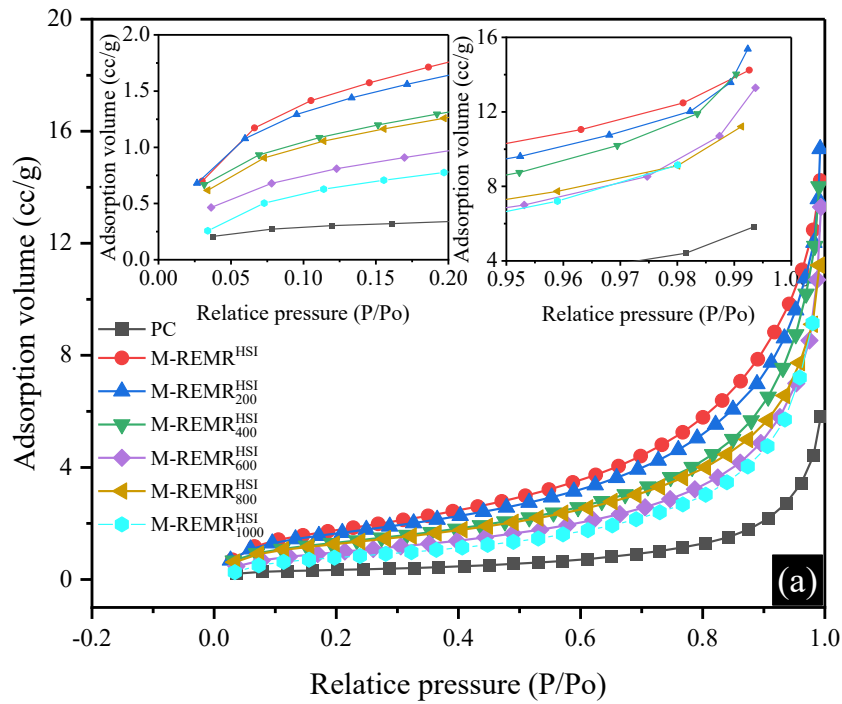 20
16
12
8
4
0
Adsorption volume (cc/g)
-0.2
0.0
0.2
0.4
0.6
0.8
1.0
Relatice pressure (P/Po)
2.0
1.5
1.0
0.5
0.0
Adsorption volume (cc/g)
0.00
0.05
0.10
0.15
0.20
Relatice pressure (P/Po)
16
12
8
4
Adsorption volume (cc/g)
0.95
0.96
0.97
0.98
0.99
1.0
Relatice pressure (P/Po)
PC
M-REMR^HSI
M-REMR^HSI_200
M-REMR^HSI_400
M-REMR^HSI_600
M-REMR^HSI_800
M-REMR^HSI_1000
(a)